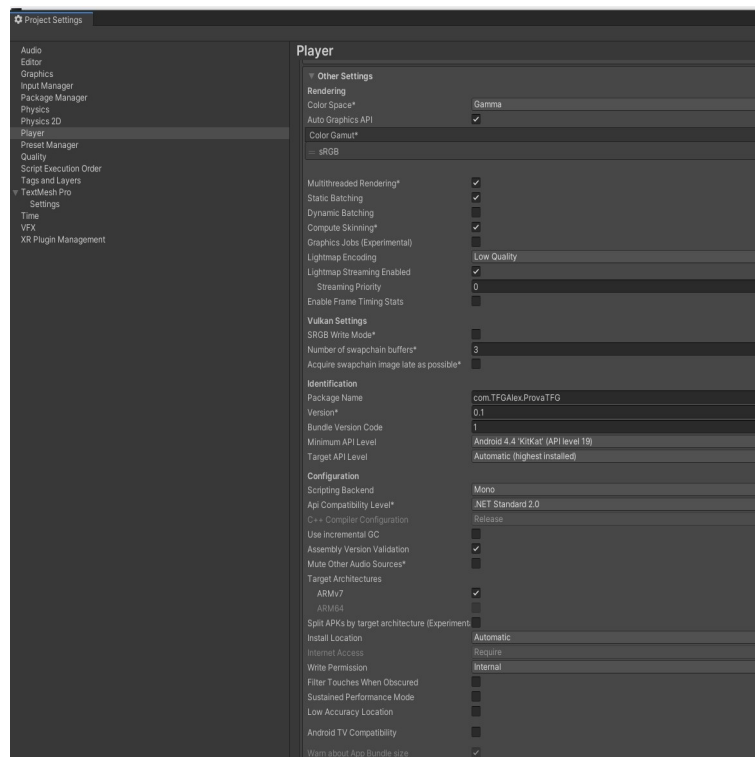 Project Settings
Audio
Editor
Graphics
Input Manager
Package Manager
Physics
Physics 2D
Player
Preset Manager
Quality
Script Execution Order
Tags and Layers
TextMesh Pro
Settings
Time
VFX
XR Plugin Management
Player
Other Settings
Rendering
Color Space* Gamma
Auto Graphics API
Color Gamut*
sRGB
Multithreaded Rendering*
Static Batching
Dynamic Batching
Compute Skinning*
Graphics Jobs (Experimental)
Lightmap Encoding Low Quality
Lightmap Streaming Enabled
Streaming Priority 0
Enable Frame Timing Stats
Vulkan Settings
SRGB Write Mode*
Number of swapchain buffers* 3
Acquire swapchain image late as possible*
Identification
Package Name com.TFGAlex.ProvaTFG
Version* 0.1
Bundle Version Code 1
Minimum API Level Android 4.4 'KitKat' (API level 19)
Target API Level Automatic (highest installed)
Configuration
Scripting Backend Mono
Api Compatibility Level* .NET Standard 2.0
C++ Compiler Configuration Release
Use incremental GC
Assembly Version Validation
Mute Other Audio Sources*
Target Architectures
ARMv7
ARM64
Split APKs by target architecture (Experiment
Install Location Automatic
Internet Access Require
Write Permission Internal
Filter Touches When Obscured
Sustained Performance Mode
Low Accuracy Location
Android TV Compatibility
Warn about App Bundle size